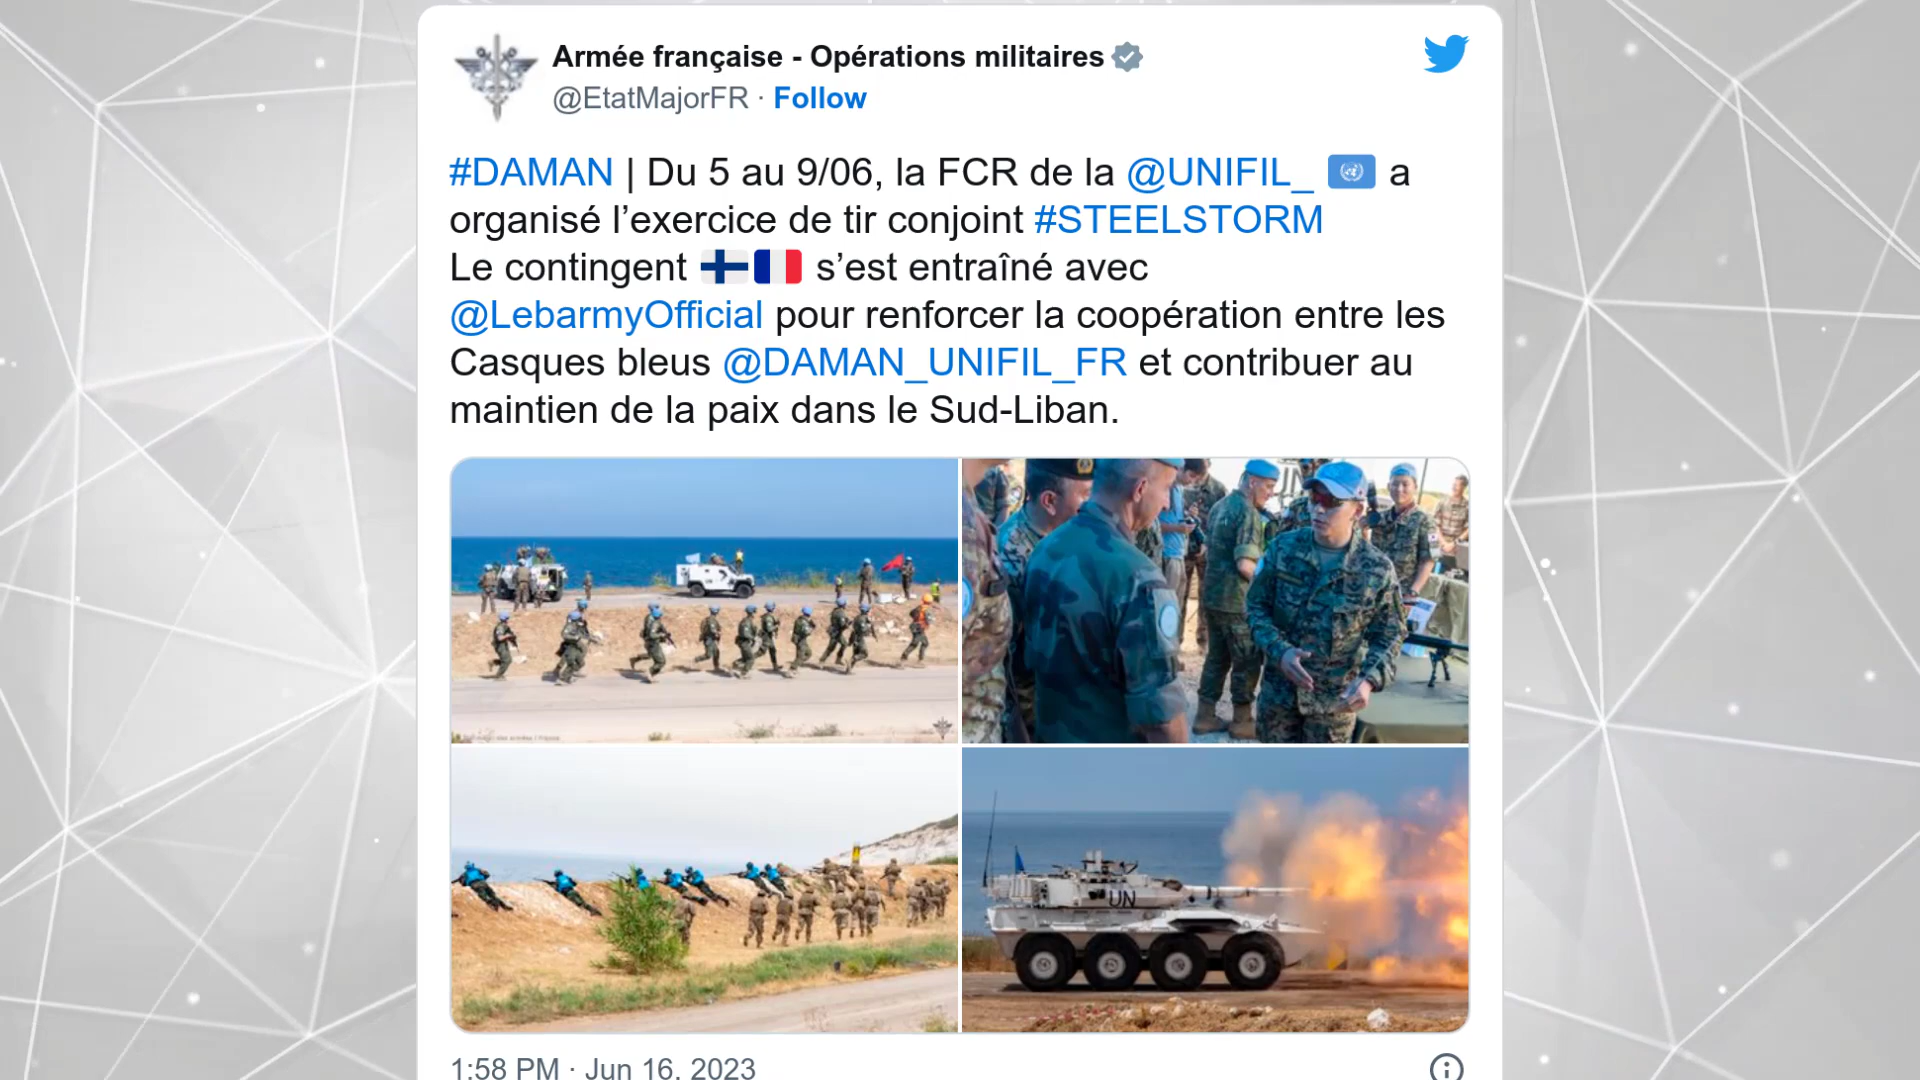 Armée française - Opérations militaires
@EtatMajorFR · Follow
#DAMAN | Du 5 au 9/06, la FCR de la @UNIFIL_ 🇺🇳 a
organisé l’exercice de tir conjoint #STEELSTORM
Le contingent 🇫🇮🇫🇷 s’est entraîné avec
@LebarmyOfficial pour renforcer la coopération entre les
Casques bleus @DAMAN_UNIFIL_FR et contribuer au
maintien de la paix dans le Sud-Liban.
UN
UN
1:58 PM · Jun 16, 2023